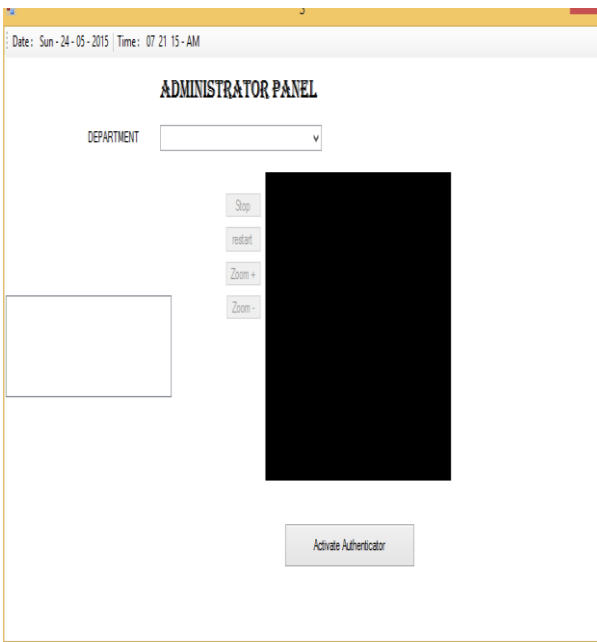 Date: Sun - 24 - 05 - 2015 Time: 07 21 15 - AM
ADMINISTRATOR PANEL
DEPARTMENT
Stop
restart
Zoom +
Zoom -
Activate Authenticator